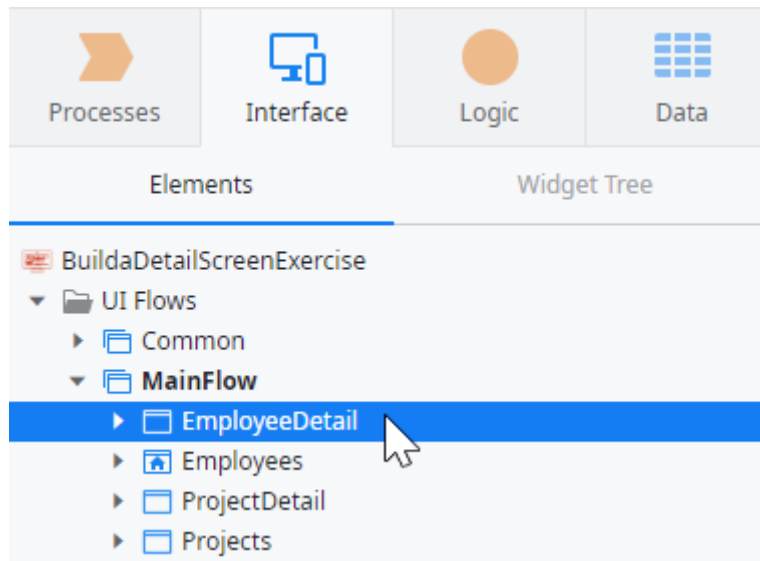 Processes Interface Logic Data
Elements Widget Tree
BuildaDetailScreenExercise
UI Flows
Common
MainFlow
EmployeeDetail
Employees
ProjectDetail
Projects